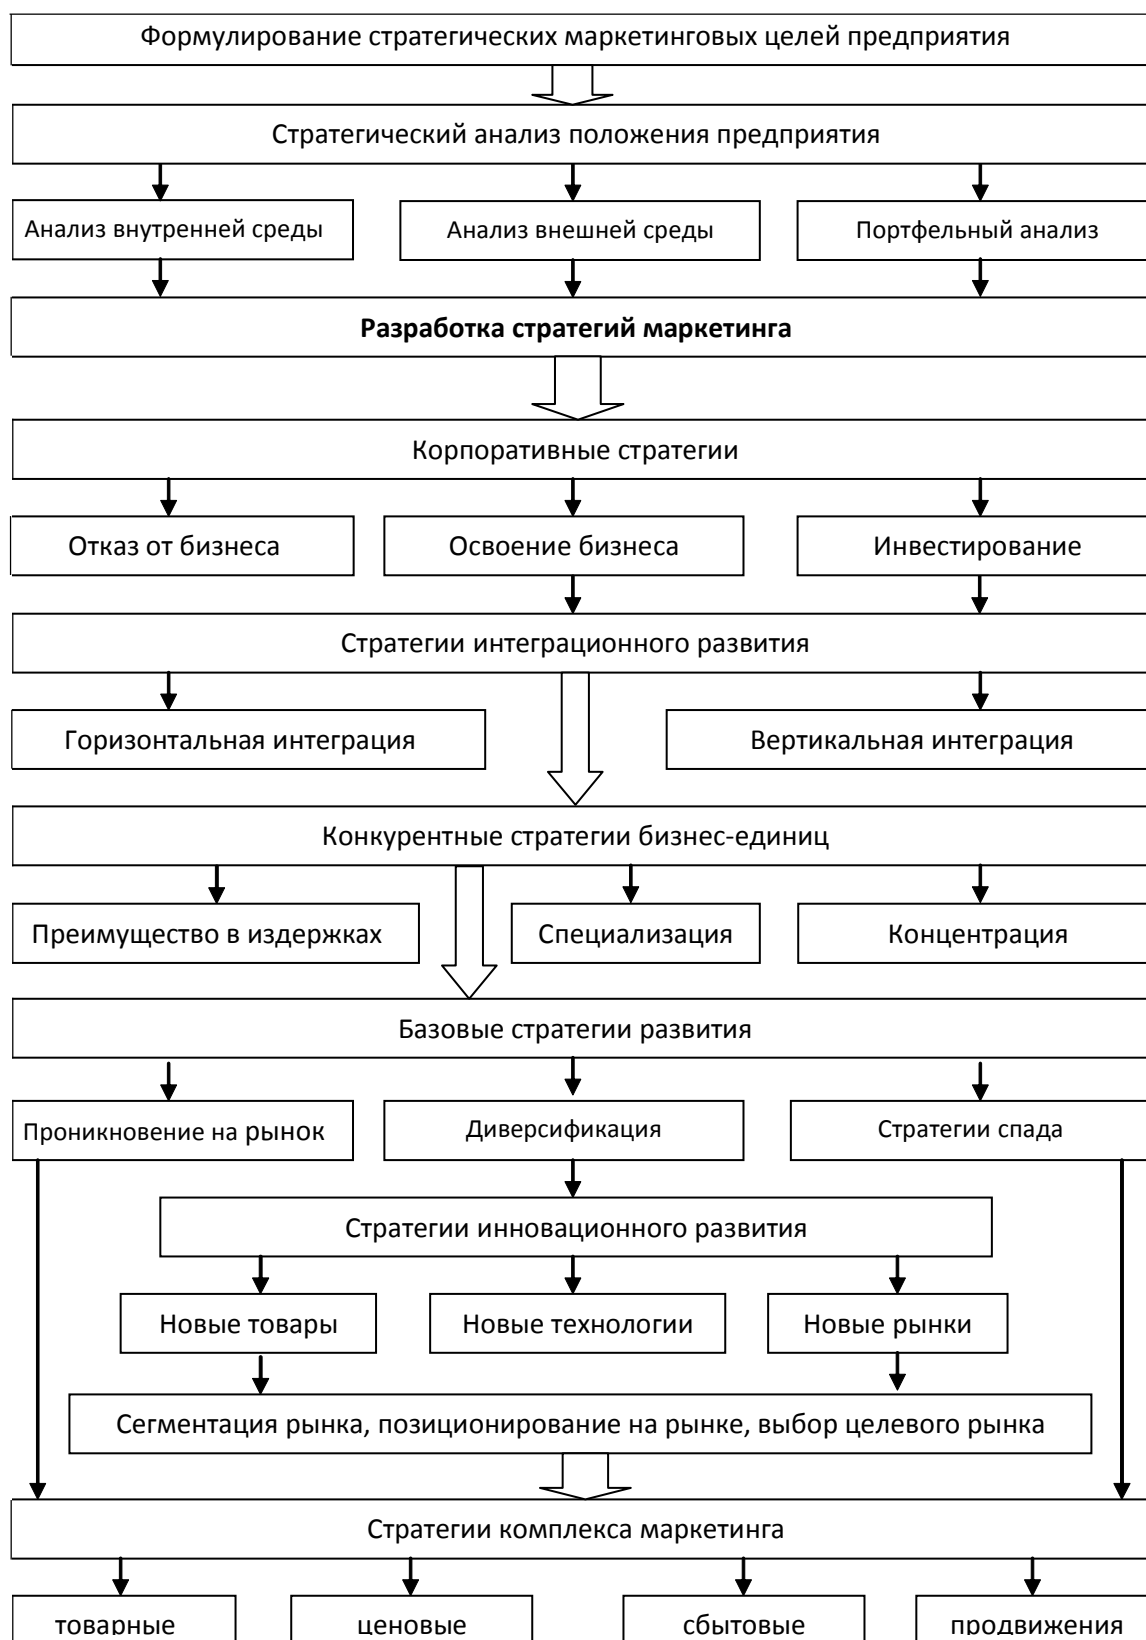 Формулирование стратегических маркетинговых целей предприятия
Стратегический анализ положения предприятия
Анализ внутренней среды
Анализ внешней среды
Портфельный анализ
Разработка стратегий маркетинга
Корпоративные стратегии
Отказ от бизнеса
Освоение бизнеса
Инвестирование
Стратегии интеграционного развития
Горизонтальная интеграция
Вертикальная интеграция
Конкурентные стратегии бизнес-единиц
Преимущество в издержках
Специализация
Концентрация
Базовые стратегии развития
Проникновение на рынок
Диверсификация
Стратегии спада
Стратегии инновационного развития
Новые товары
Новые технологии
Новые рынки
Сегментация рынка, позиционирование на рынке, выбор целевого рынка
Стратегии комплекса маркетинга
товарные
ценовые
сбытовые
продвижения